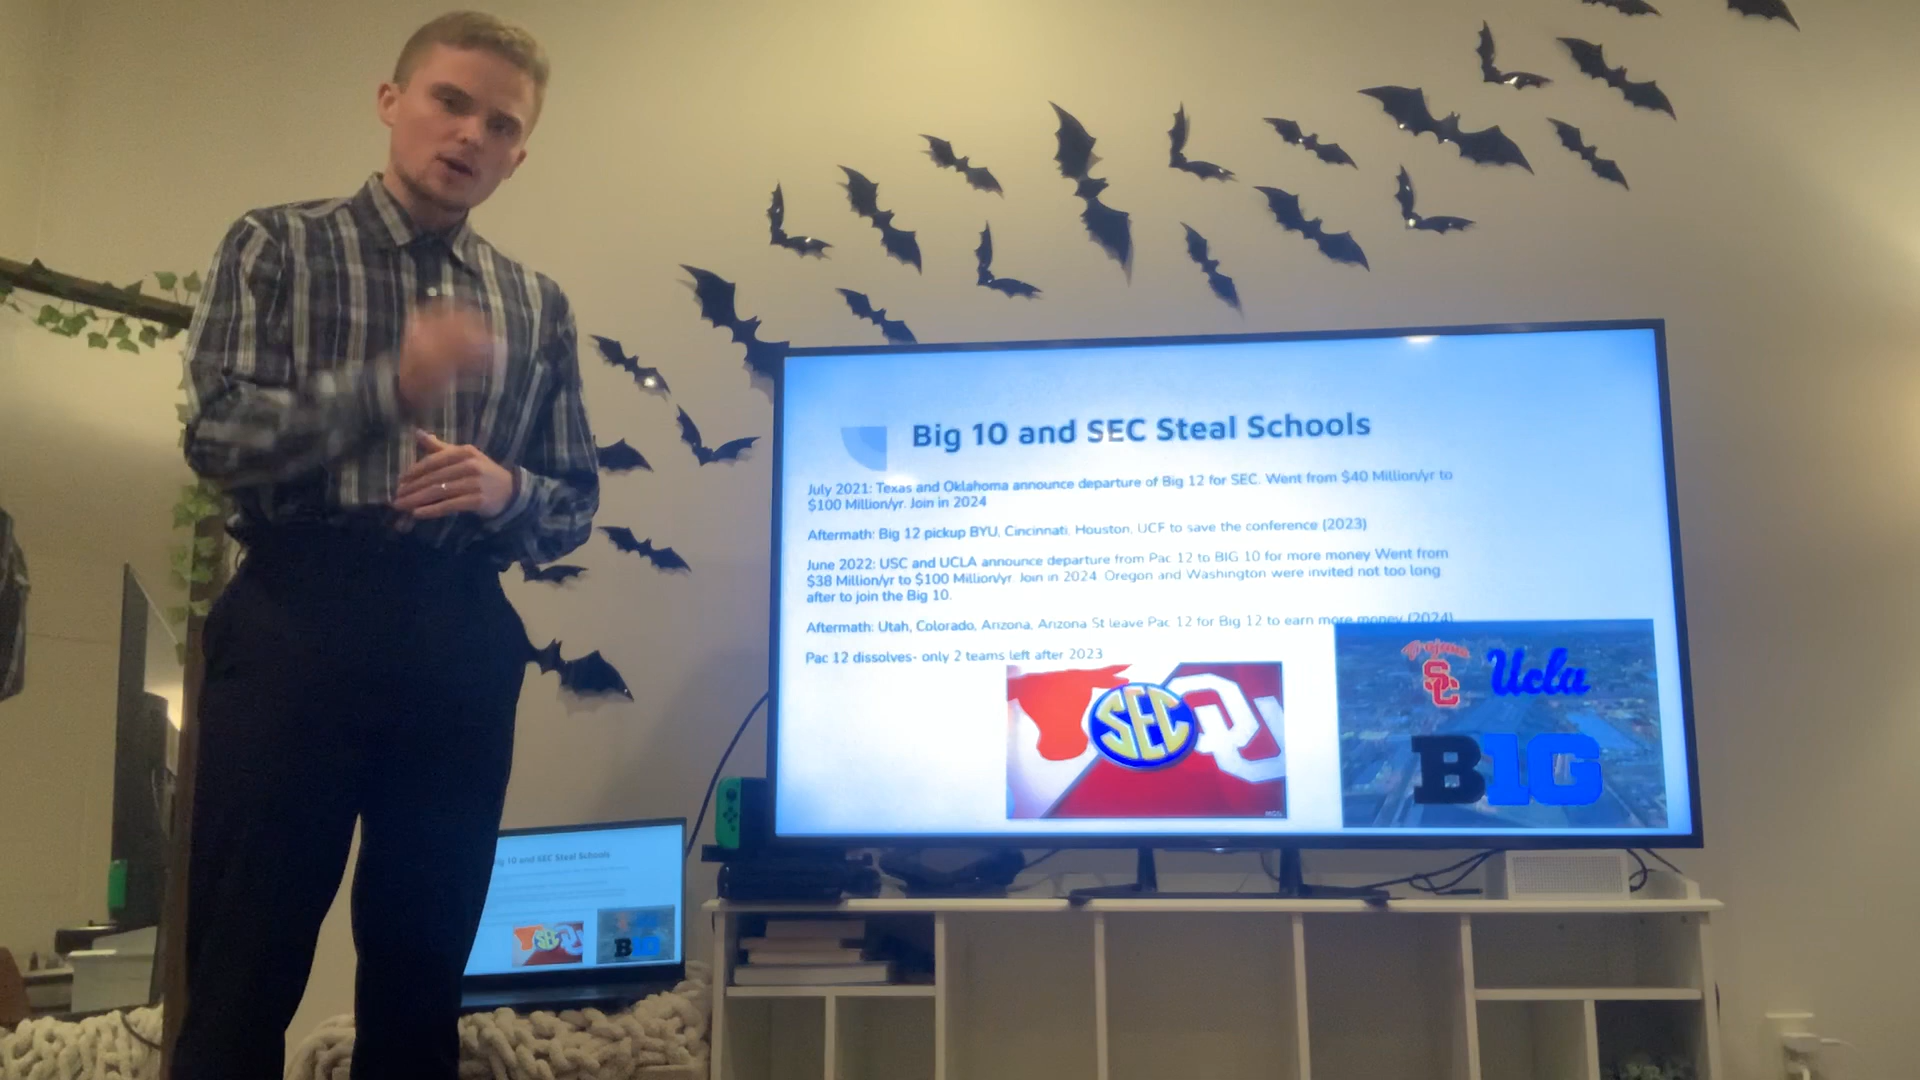 Big 10 and SEC Steal Schools
July 2021: Texas and Oklahoma announce departure of Big 12 for SEC. Went from $40 Million/yr to
$100 Million/yr. Join in 2024
Aftermath: Big 12 pickup BYU, Cincinnati, Houston, UCF to save the conference (2023)
June 2022: USC and UCLA announce departure from Pac 12 to BIG 10 for more money Went from
$38 Million/yr to $100 Million/yr. Join in 2024. Oregon and Washington were invited not too long
after to join the Big 10.
Aftermath: Utah, Colorado, Arizona, Arizona St leave Pac 12 for Big 12 to earn more money (2024)
Pac 12 dissolves- only 2 teams left after 2023
SEC
OU
Trojans
SC
Ucla
B1G
ig 10 and SEC Steal Schools
SEC
B1G